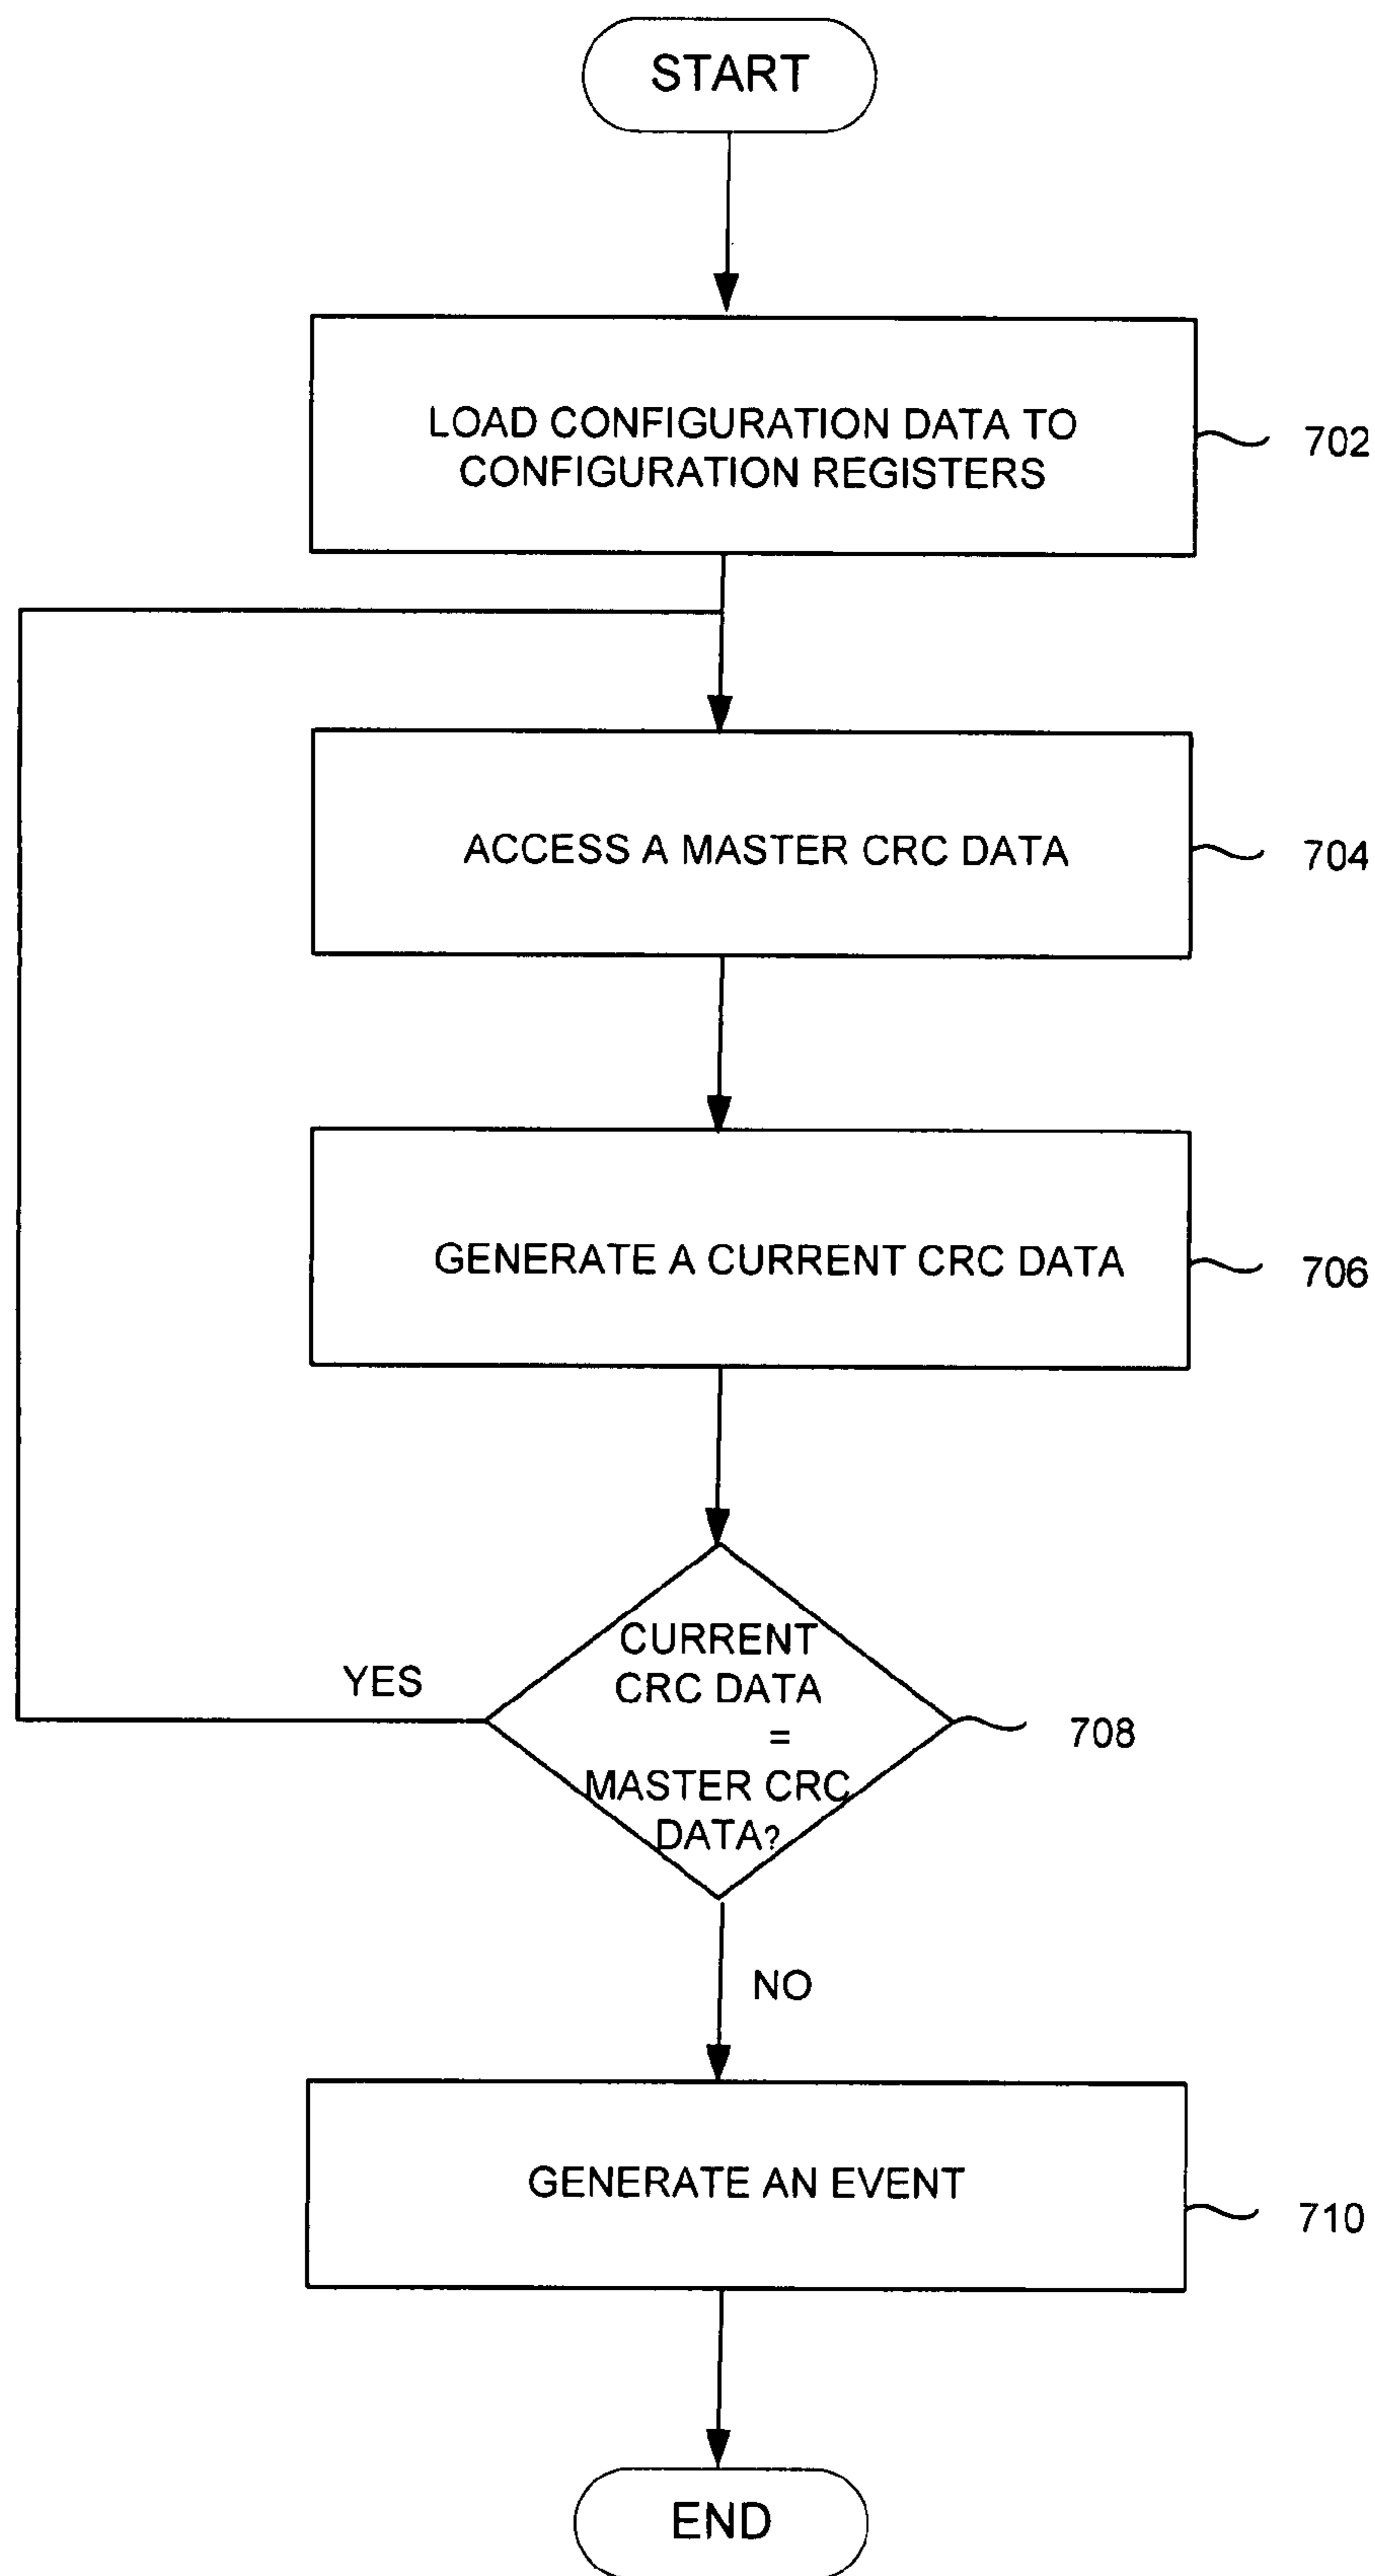 START
LOAD CONFIGURATION DATA TO
CONFIGURATION REGISTERS
702
ACCESS A MASTER CRC DATA
704
GENERATE A CURRENT CRC DATA
706
CURRENT
CRC DATA
=
MASTER CRC
DATA?
YES
708
NO
GENERATE AN EVENT
710
END